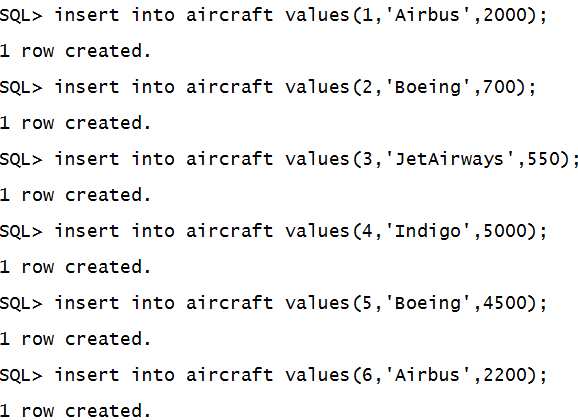 SQL> insert into aircraft values(1,'Airbus',2000);
1 row created.
SQL> insert into aircraft values(2,'Boeing',700);
1 row created.
SQL> insert into aircraft values(3,'JetAirways',550);
1 row created.
SQL> insert into aircraft values(4,'Indigo',5000);
1 row created.
SQL> insert into aircraft values(5,'Boeing',4500);
1 row created.
SQL> insert into aircraft values(6,'Airbus',2200);
1 row created.